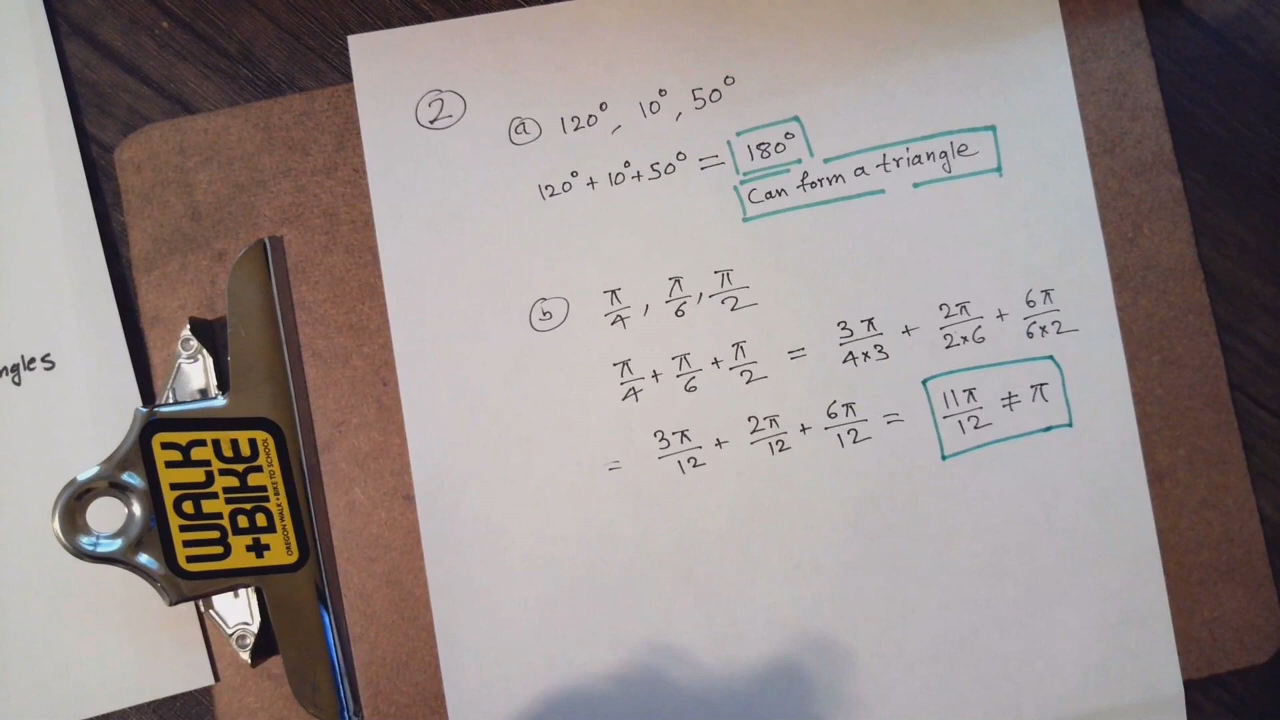 ② ⓐ 120°, 10°, 50°
120° + 10° + 50° = 180°
Can form a triangle
ⓑ π/4, π/6, π/2
π/4 + π/6 + π/2 = 3π/4×3 + 2π/2×6 + 6π/6×2
= 3π/12 + 2π/12 + 6π/12 = 11π/12 ≠ π
ngles
WALK
+BIKE
OREGON WALK+BIKE TO SCHOOL